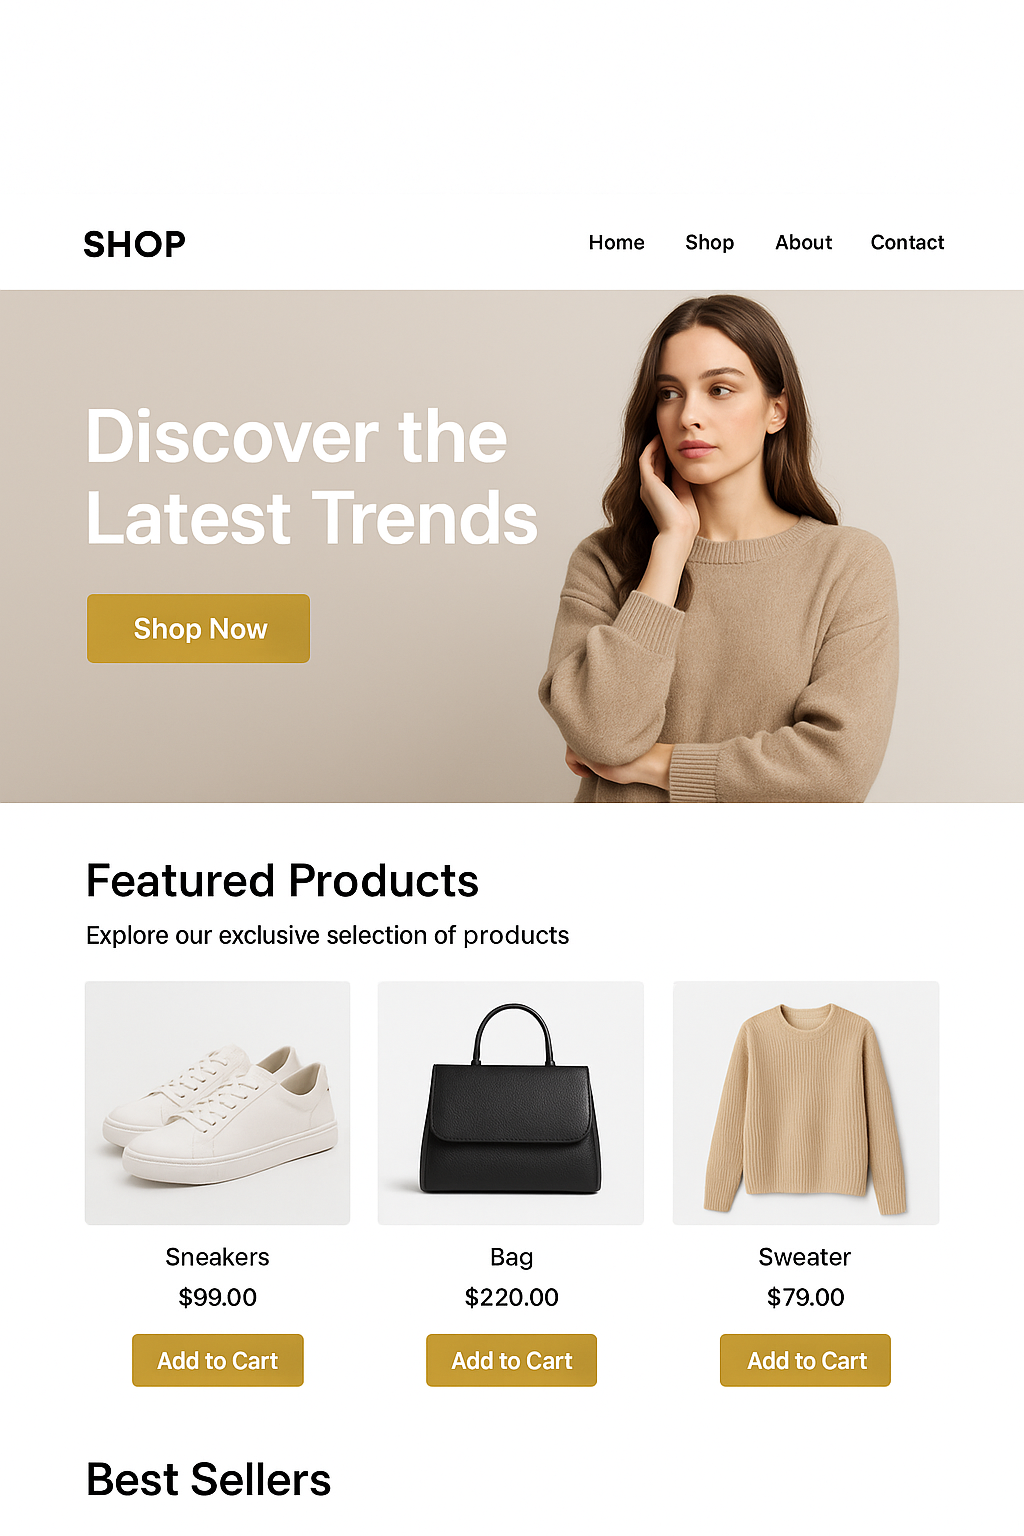 SHOP
Home Shop About Contact
Discover the
Latest Trends
Shop Now
Featured Products
Explore our exclusive selection of products
Sneakers Bag Sweater
$99.00 $220.00 $79.00
Add to Cart Add to Cart Add to Cart
Best Sellers